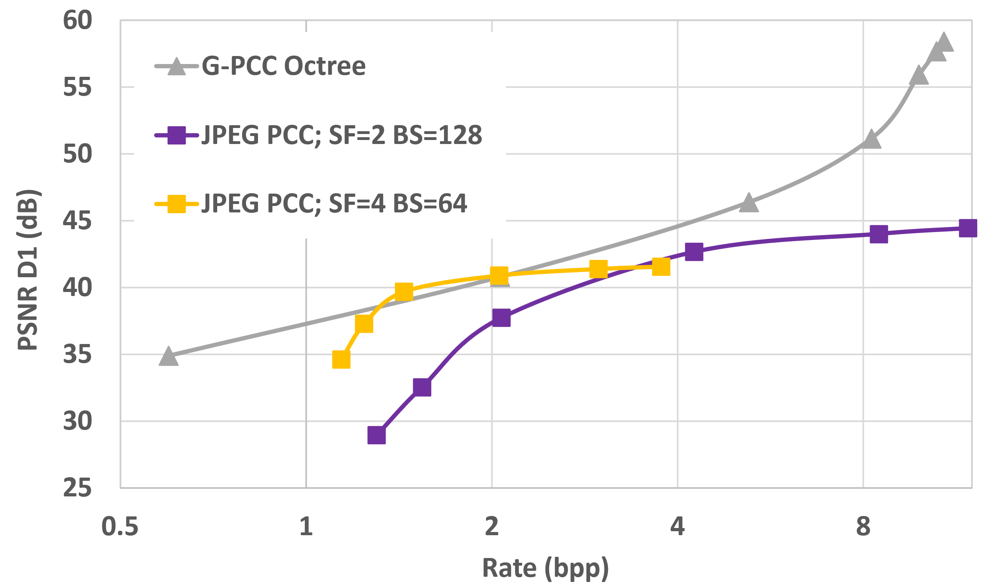 60
55
50
45
40
35
30
25
PSNR D1 (dB)
G-PCC Octree
JPEG PCC; SF=2 BS=128
JPEG PCC; SF=4 BS=64
0.5 1 2 4 8
Rate (bpp)